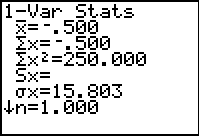 1-Var Stats
x̄=-.500
Σx=-.500
Σx²=250.000
Sx=
σx=15.803
↓n=1.000